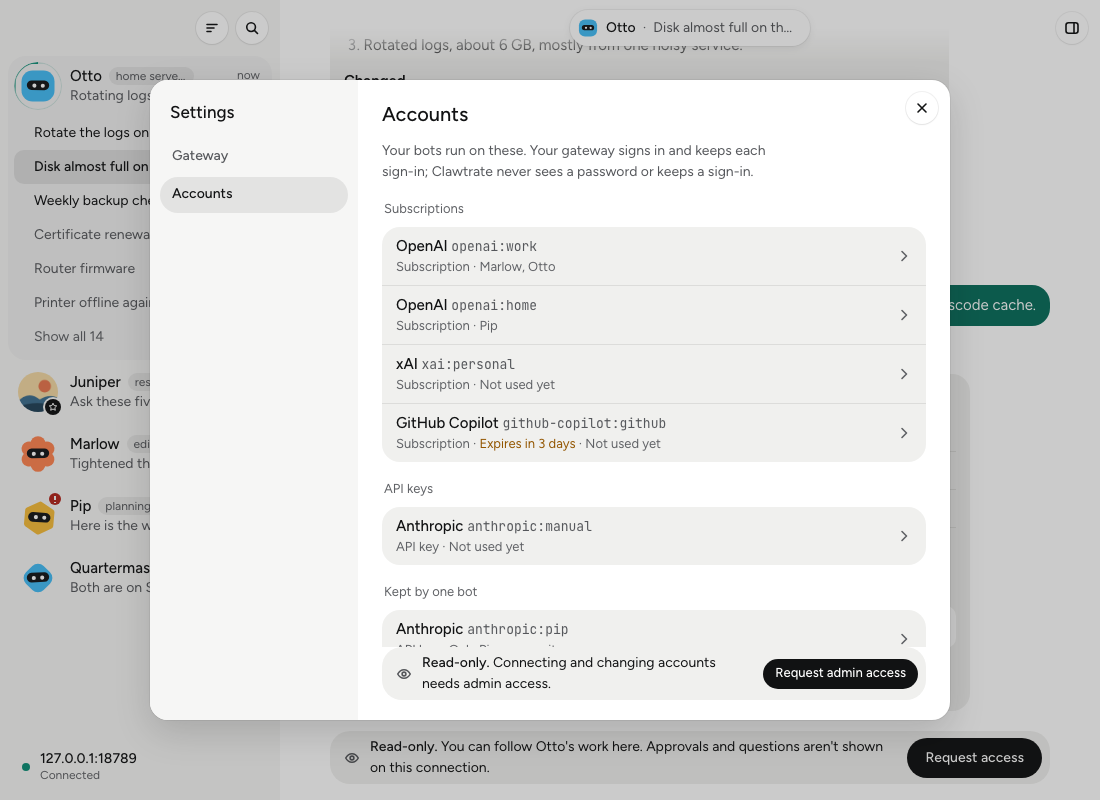 Otto · Disk almost full on th...
3. Rotated logs, about 6 GB, mostly from one noisy service.
Changed
Otto home serve... now
Rotating logs
Rotate the logs on
Disk almost full on
Weekly backup che
Certificate renewa
Router firmware
Printer offline again
Show all 14
Juniper res
Ask these fiv
Marlow edi
Tightened th
Pip planning
Here is the w
Quartermas
Both are on S
127.0.0.1:18789
Connected
Settings
Gateway
Accounts
Accounts
Your bots run on these. Your gateway signs in and keeps each
sign-in; Clawtrate never sees a password or keeps a sign-in.
Subscriptions
OpenAI openai:work
Subscription · Marlow, Otto
OpenAI openai:home
Subscription · Pip
xAI xai:personal
Subscription · Not used yet
GitHub Copilot github-copilot:github
Subscription · Expires in 3 days · Not used yet
API keys
Anthropic anthropic:manual
API key · Not used yet
Kept by one bot
Anthropic anthropic:pip
Read-only. Connecting and changing accounts
needs admin access.
Request admin access
scode cache.
Read-only. You can follow Otto's work here. Approvals and questions aren't shown
on this connection.
Request access